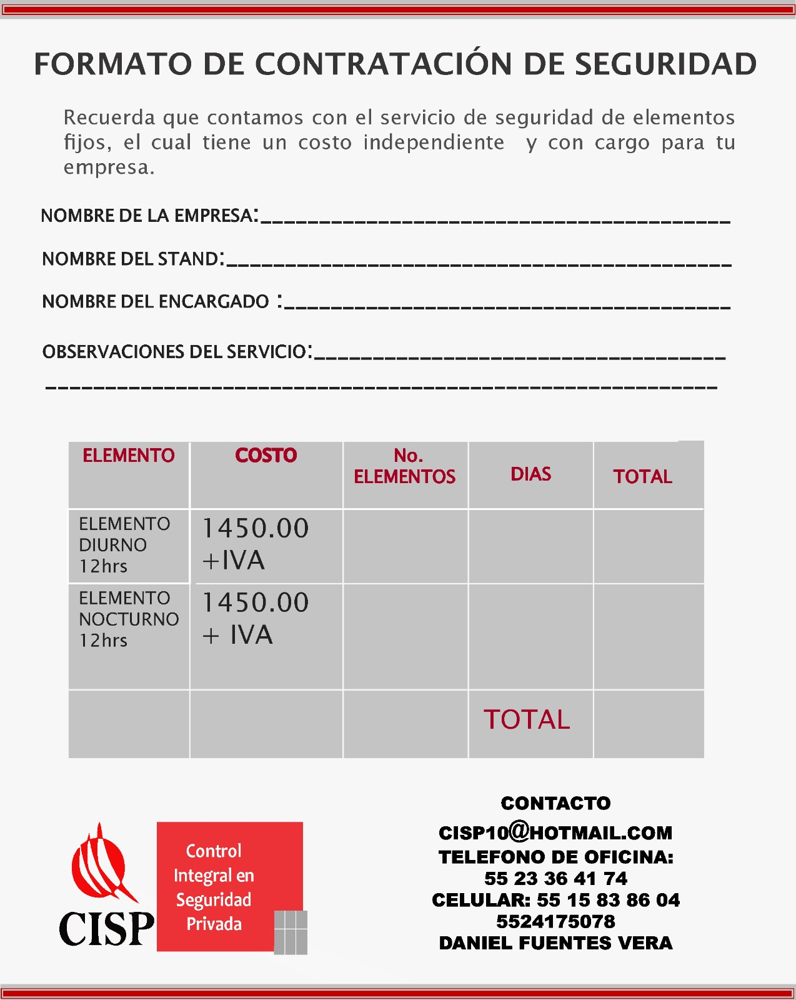 FORMATO DE CONTRATACIÓN DE SEGURIDAD
Recuerda que contamos con el servicio de seguridad de elementos
fijos, el cual tiene un costo independiente y con cargo para tu
empresa.
NOMBRE DE LA EMPRESA:________________________________________
NOMBRE DEL STAND:___________________________________________
NOMBRE DEL ENCARGADO :______________________________________
OBSERVACIONES DEL SERVICIO:___________________________________
_________________________________________________________
ELEMENTO
COSTO
No.
ELEMENTOS
DIAS
TOTAL
ELEMENTO
DIURNO
12hrs
1450.00
+IVA
ELEMENTO
NOCTURNO
12hrs
1450.00
+ IVA
TOTAL
CONTACTO
CISP10@HOTMAIL.COM
TELEFONO DE OFICINA:
55 23 36 41 74
CELULAR: 55 15 83 86 04
5524175078
DANIEL FUENTES VERA
CISP
Control
Integral en
Seguridad
Privada